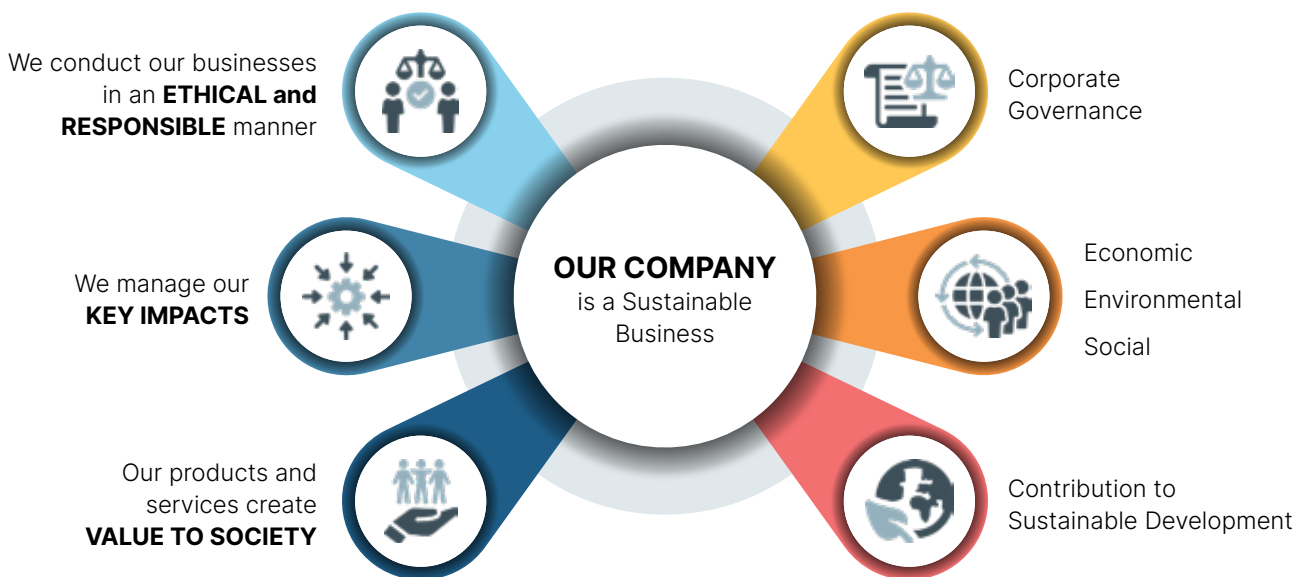 We conduct our businesses
in an ETHICAL and
RESPONSIBLE manner
Corporate
Governance
We manage our
KEY IMPACTS
OUR COMPANY
is a Sustainable
Business
Economic
Environmental
Social
Our products and
services create
VALUE TO SOCIETY
Contribution to
Sustainable Development